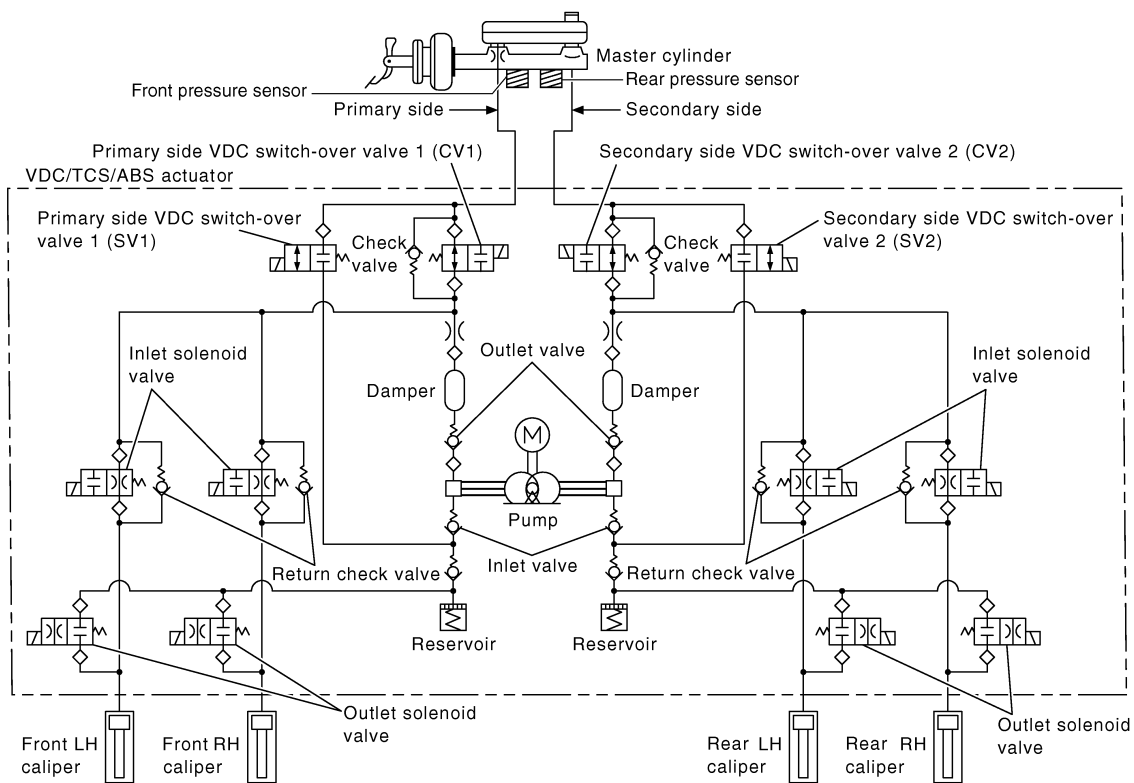 Master cylinder
Front pressure sensor
Rear pressure sensor
Primary side
Secondary side
Primary side VDC switch-over valve 1 (CV1)
Secondary side VDC switch-over valve 2 (CV2)
VDC/TCS/ABS actuator
Primary side VDC switch-over
valve 1 (SV1)
Check
valve
Check
valve
Secondary side VDC switch-over
valve 2 (SV2)
Inlet solenoid
valve
Outlet valve
Inlet solenoid
valve
Damper
Damper
M
Pump
Return check valve
Inlet valve
Return check valve
Reservoir
Reservoir
Outlet solenoid
valve
Outlet solenoid
valve
Front LH
caliper
Front RH
caliper
Rear LH
caliper
Rear RH
caliper